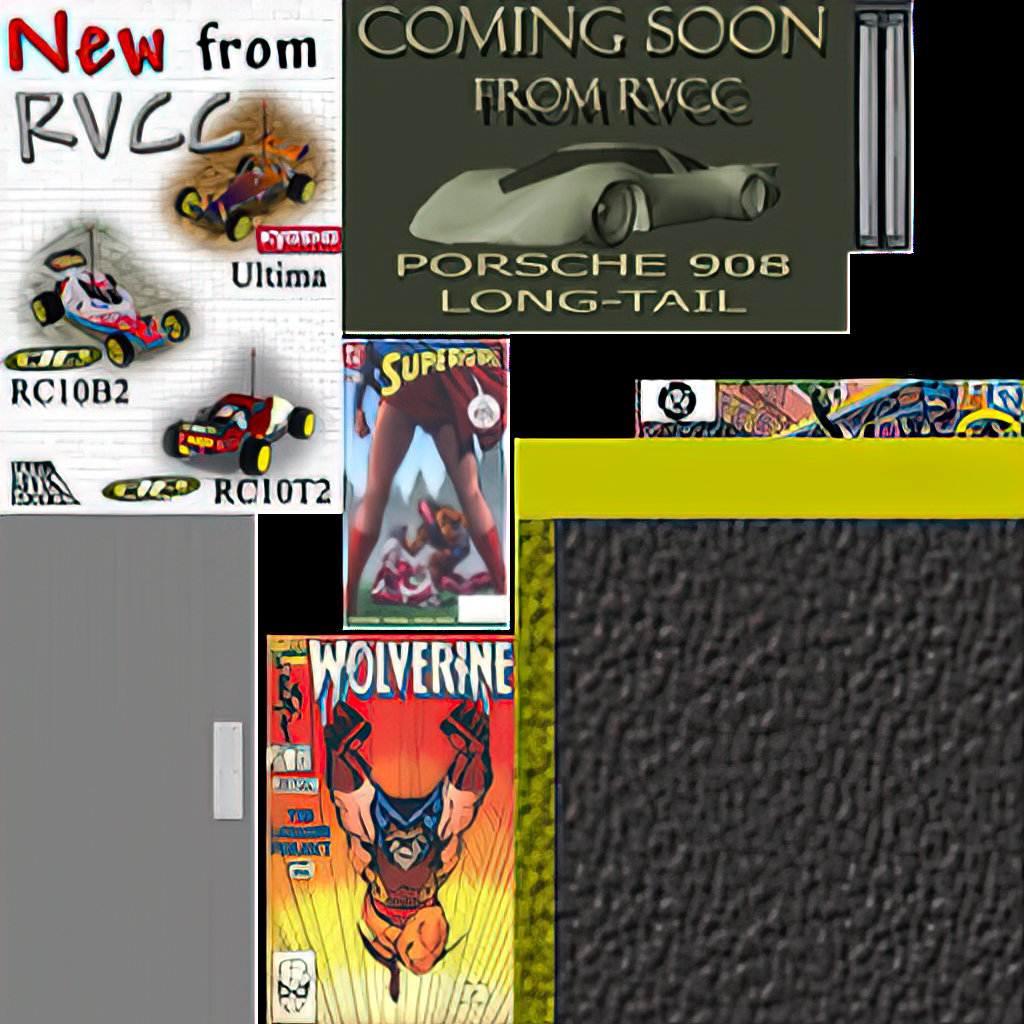 New from
RVCC
Ultima
RC10B2
RC10T2
COMING SOON
FROM RVCC
PORSCHE 908
LONG-TAIL
WOLVERINE